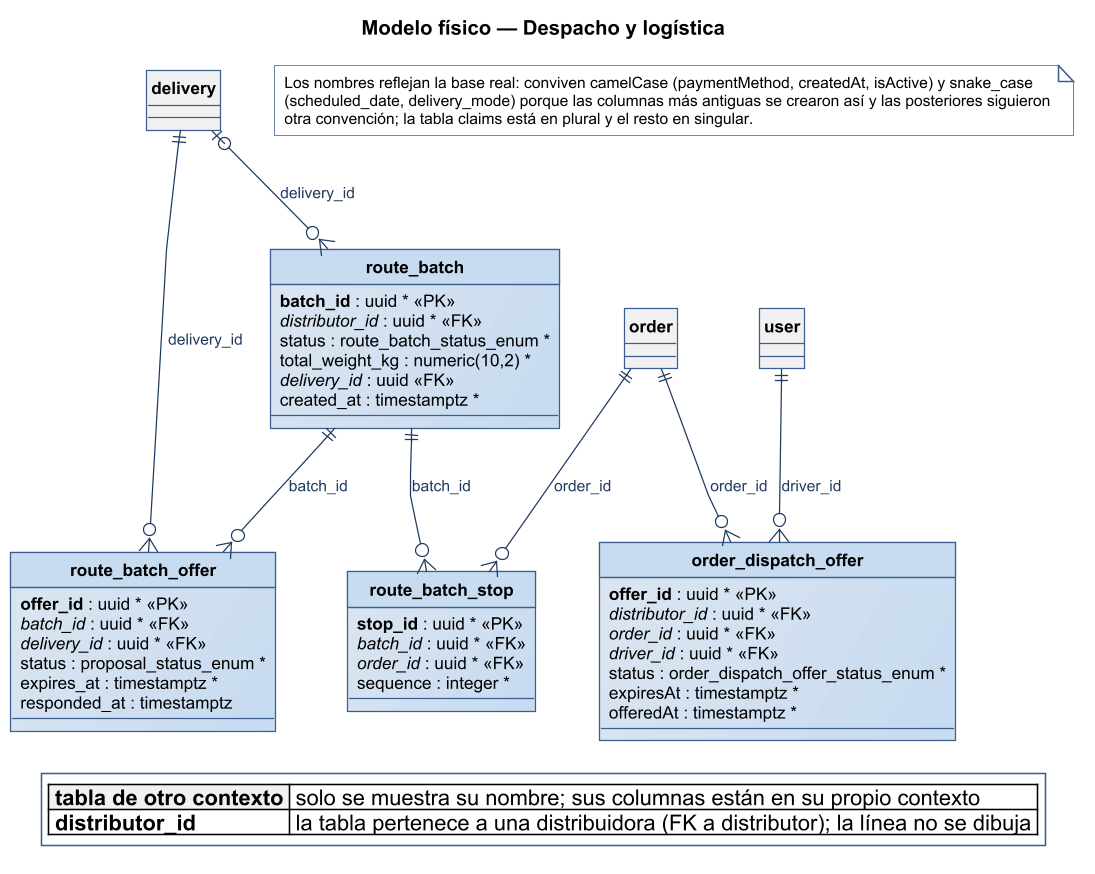 Modelo físico — Despacho y logística
delivery
Los nombres reflejan la base real: conviven camelCase (paymentMethod, createdAt, isActive) y snake_case
(scheduled_date, delivery_mode) porque las columnas más antiguas se crearon así y las posteriores siguieron
otra convención; la tabla claims está en plural y el resto en singular.
delivery_id
route_batch
batch_id : uuid * «PK»
distributor_id : uuid * «FK»
status : route_batch_status_enum *
total_weight_kg : numeric(10,2) *
delivery_id : uuid «FK»
created_at : timestamptz *
order
user
delivery_id
batch_id
batch_id
order_id
order_id
driver_id
route_batch_offer
offer_id : uuid * «PK»
batch_id : uuid * «FK»
delivery_id : uuid * «FK»
status : proposal_status_enum *
expires_at : timestamptz *
responded_at : timestamptz
route_batch_stop
stop_id : uuid * «PK»
batch_id : uuid * «FK»
order_id : uuid * «FK»
sequence : integer *
order_dispatch_offer
offer_id : uuid * «PK»
distributor_id : uuid * «FK»
order_id : uuid * «FK»
driver_id : uuid * «FK»
status : order_dispatch_offer_status_enum *
expiresAt : timestamptz *
offeredAt : timestamptz *
tabla de otro contexto solo se muestra su nombre; sus columnas están en su propio contexto
distributor_id la tabla pertenece a una distribuidora (FK a distributor); la línea no se dibuja